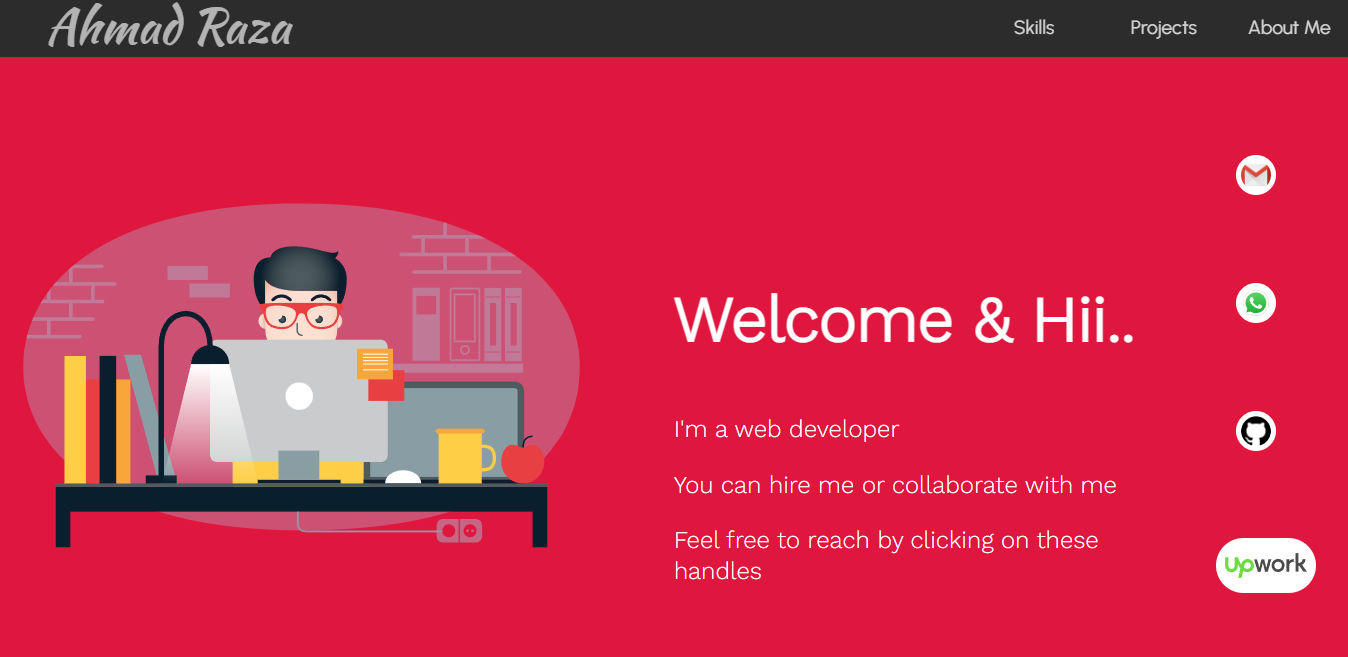 Ahmad Raza
Skills
Projects
About Me
Welcome & Hii..
I'm a web developer
You can hire me or collaborate with me
Feel free to reach by clicking on these
handles
upwork